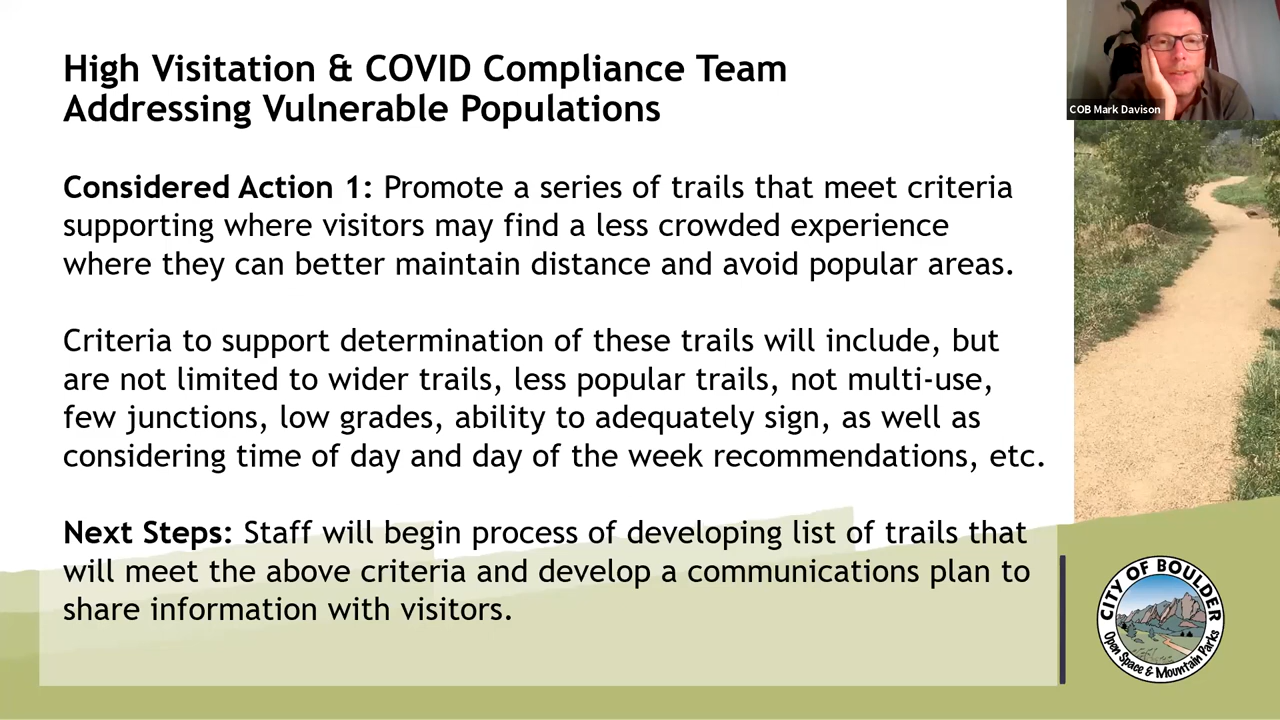 High Visitation & COVID Compliance Team
Addressing Vulnerable Populations
COB Mark Davison
Considered Action 1: Promote a series of trails that meet criteria
supporting where visitors may find a less crowded experience
where they can better maintain distance and avoid popular areas.
Criteria to support determination of these trails will include, but
are not limited to wider trails, less popular trails, not multi-use,
few junctions, low grades, ability to adequately sign, as well as
considering time of day and day of the week recommendations, etc.
Next Steps: Staff will begin process of developing list of trails that
will meet the above criteria and develop a communications plan to
share information with visitors.
CITY OF BOULDER
Open Space & Mountain Parks